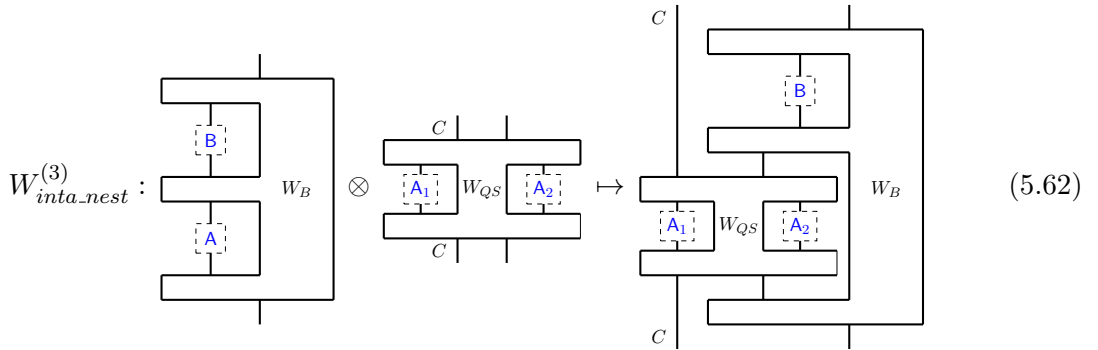 C
B
B
C
W^{(3)}_{inta\_nest} : W_B ⊗ A_1 W_{QS} A_2 ↦ W_B (5.62)
A
A_1 W_{QS} A_2
C
C